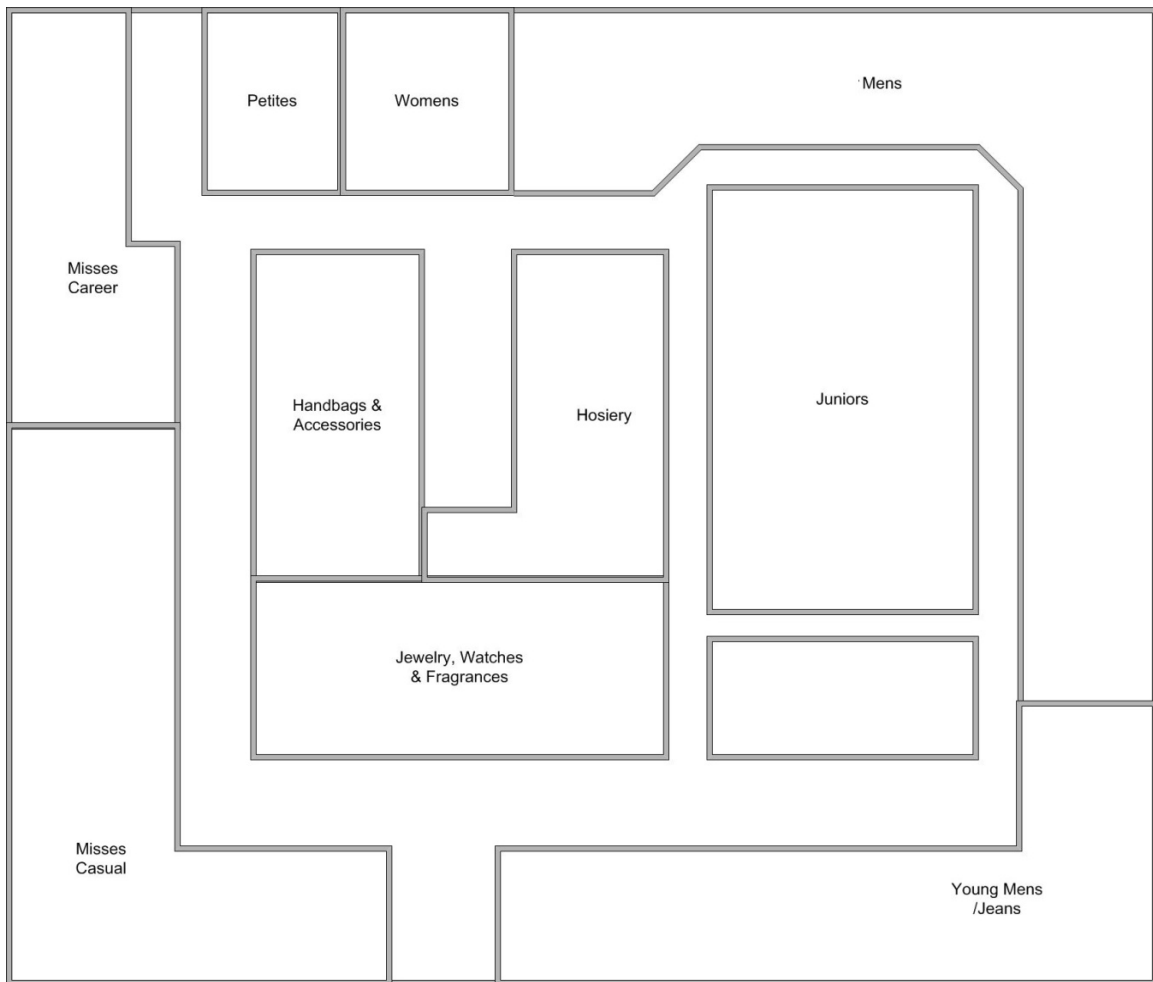 Petites
Womens
Mens
Misses
Career
Handbags &
Accessories
Hosiery
Juniors
Jewelry, Watches
& Fragrances
Misses
Casual
Young Mens
/Jeans